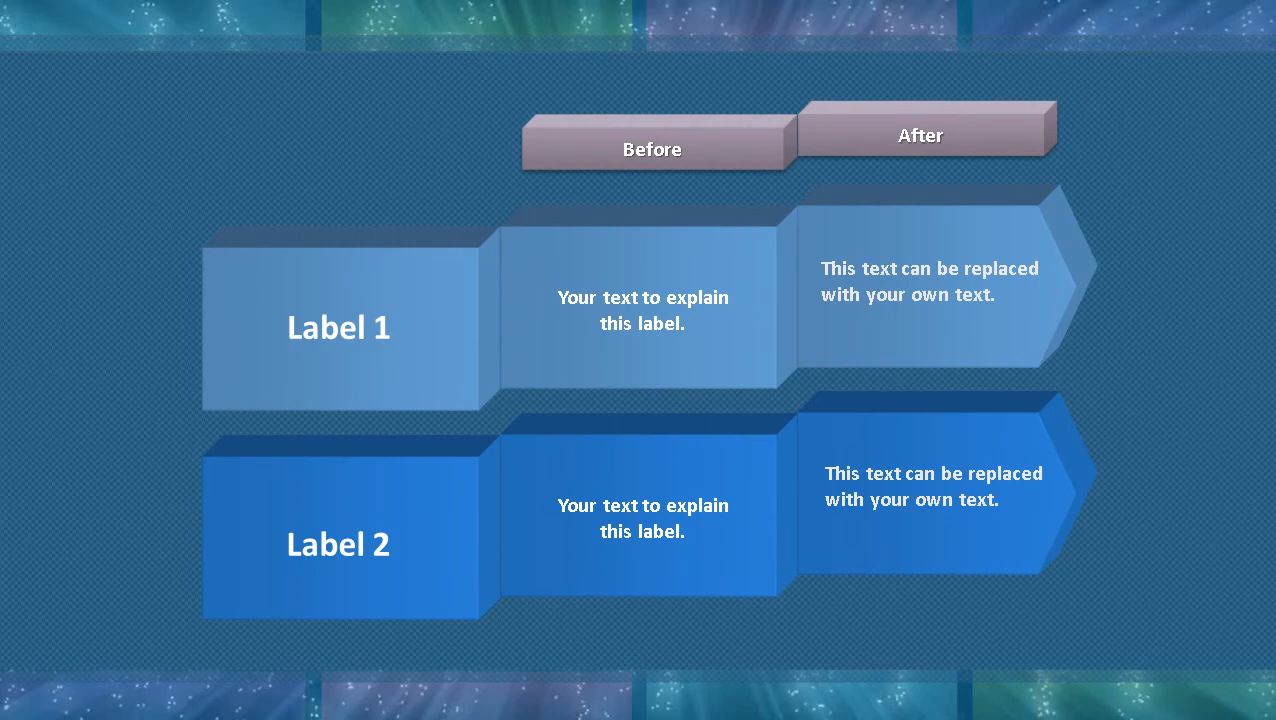 Before
After
Label 1
Your text to explain
this label.
This text can be replaced
with your own text.
Label 2
Your text to explain
this label.
This text can be replaced
with your own text.